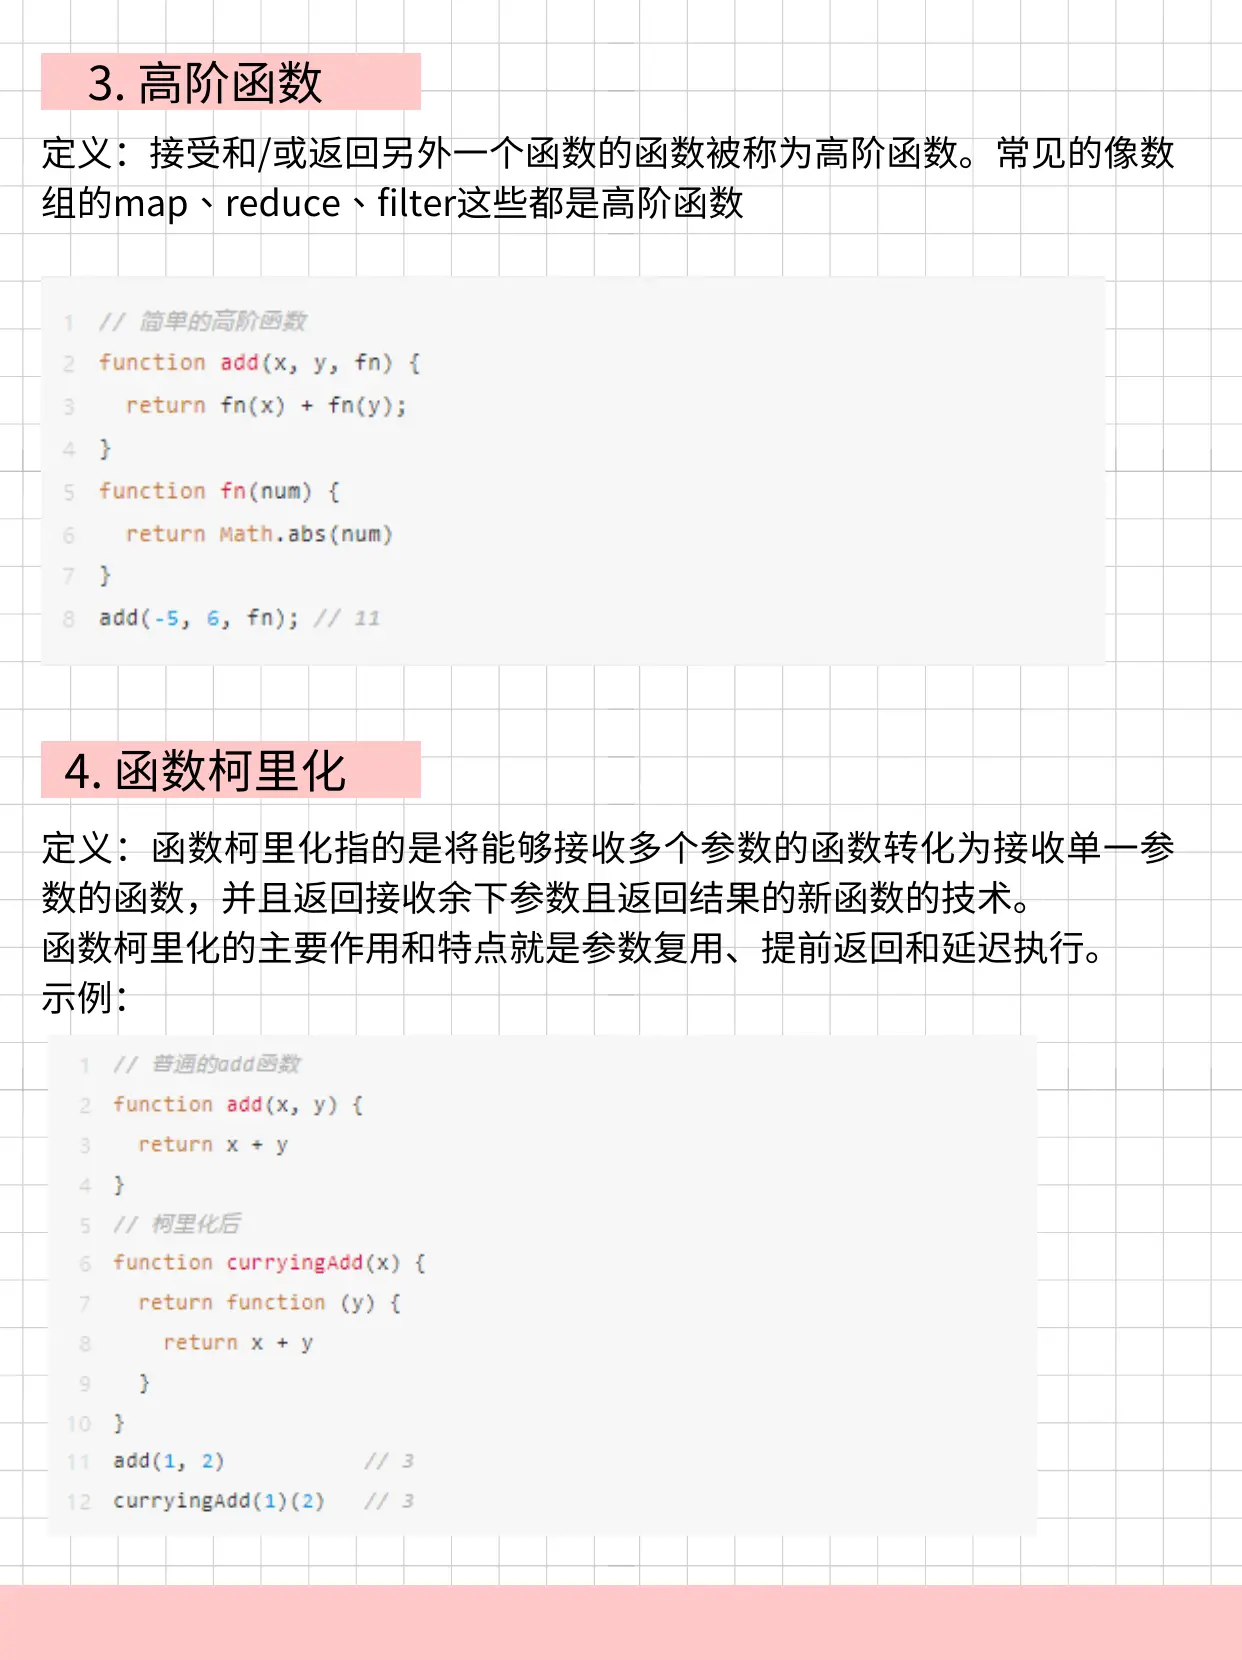 3. 高阶函数
定义：接受和/或返回另外一个函数的函数被称为高阶函数。常见的像数
组的map、reduce、filter这些都是高阶函数
1 // 简单的高阶函数
2 function add(x, y, fn) {
3   return fn(x) + fn(y);
4 }
5 function fn(num) {
6   return Math.abs(num)
7 }
8 add(-5, 6, fn); // 11
4. 函数柯里化
定义：函数柯里化指的是将能够接收多个参数的函数转化为接收单一参
数的函数，并且返回接收余下参数且返回结果的新函数的技术。
函数柯里化的主要作用和特点就是参数复用、提前返回和延迟执行。
示例：
1 // 普通的add函数
2 function add(x, y) {
3   return x + y
4 }
5 // 柯里化后
6 function curryingAdd(x) {
7   return function (y) {
8     return x + y
9   }
10 }
11 add(1, 2)           // 3
12 curryingAdd(1)(2)   // 3